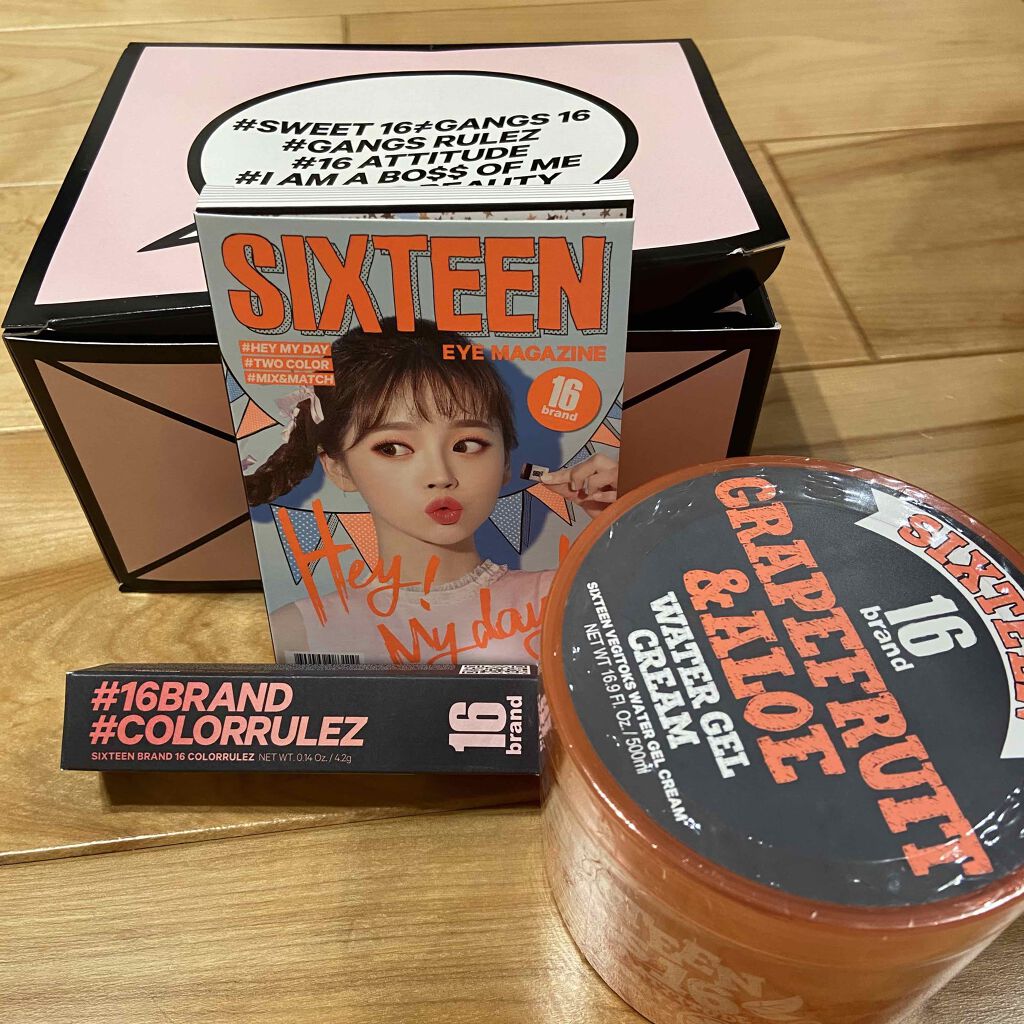 #SWEET 16≠GANGS 16
#GANGS RULEZ
#16 ATTITUDE
#I AM A BO$$ OF ME
BEAUTY
SIXTEEN
EYE MAGAZINE
#HEY MY DAY
#TWO COLOR
#MIX&MATCH
16
brand
Hey!
My day!
#16BRAND
#COLORRULEZ
SIXTEEN BRAND 16 COLORRULEZ NET WT. 0.14 Oz. / 4.2g
16
brand
SIXTEEN
16
brand
GRAPEFRUIT
&ALOE
WATER GEL
CREAM
SIXTEEN VEGITOKS WATER GEL CREAM
NET WT 16.9 Fl. Oz. / 500ml